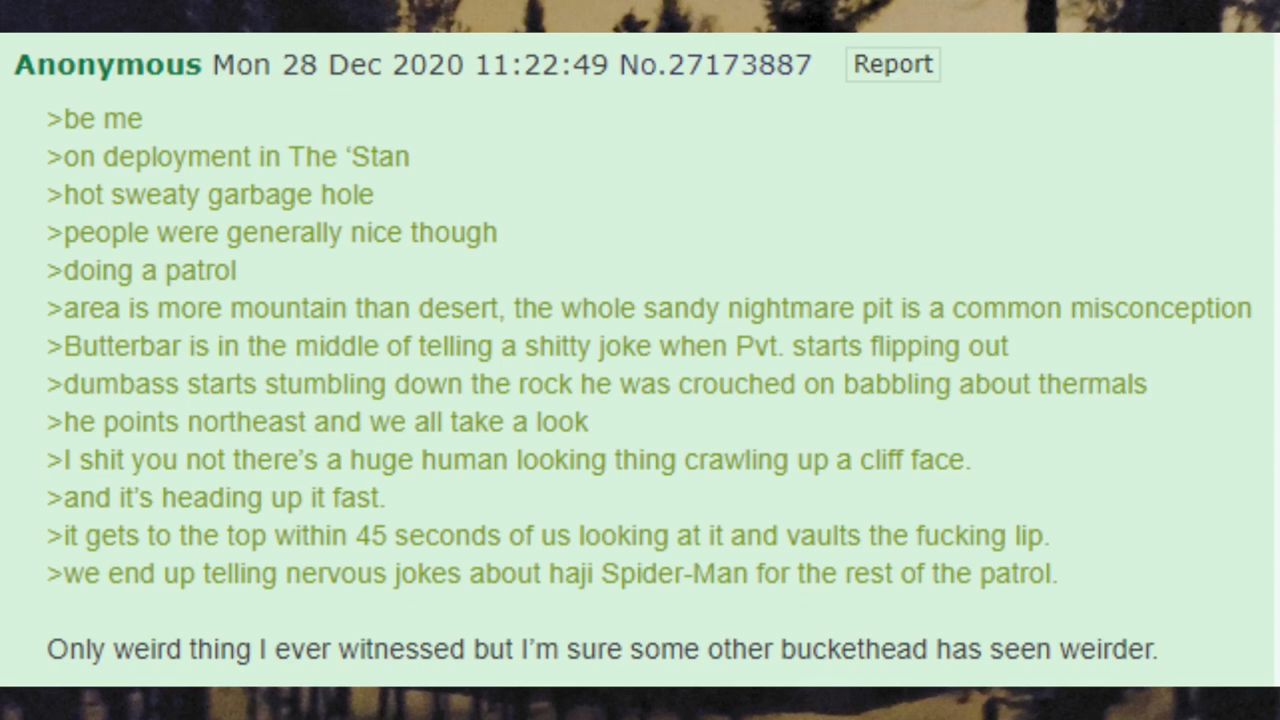 Anonymous Mon 28 Dec 2020 11:22:49 No.27173887 Report
>be me
>on deployment in The ‘Stan
>hot sweaty garbage hole
>people were generally nice though
>doing a patrol
>area is more mountain than desert, the whole sandy nightmare pit is a common misconception
>Butterbar is in the middle of telling a shitty joke when Pvt. starts flipping out
>dumbass starts stumbling down the rock he was crouched on babbling about thermals
>he points northeast and we all take a look
>I shit you not there’s a huge human looking thing crawling up a cliff face.
>and it’s heading up it fast.
>it gets to the top within 45 seconds of us looking at it and vaults the fucking lip.
>we end up telling nervous jokes about haji Spider-Man for the rest of the patrol.
Only weird thing I ever witnessed but I’m sure some other buckethead has seen weirder.